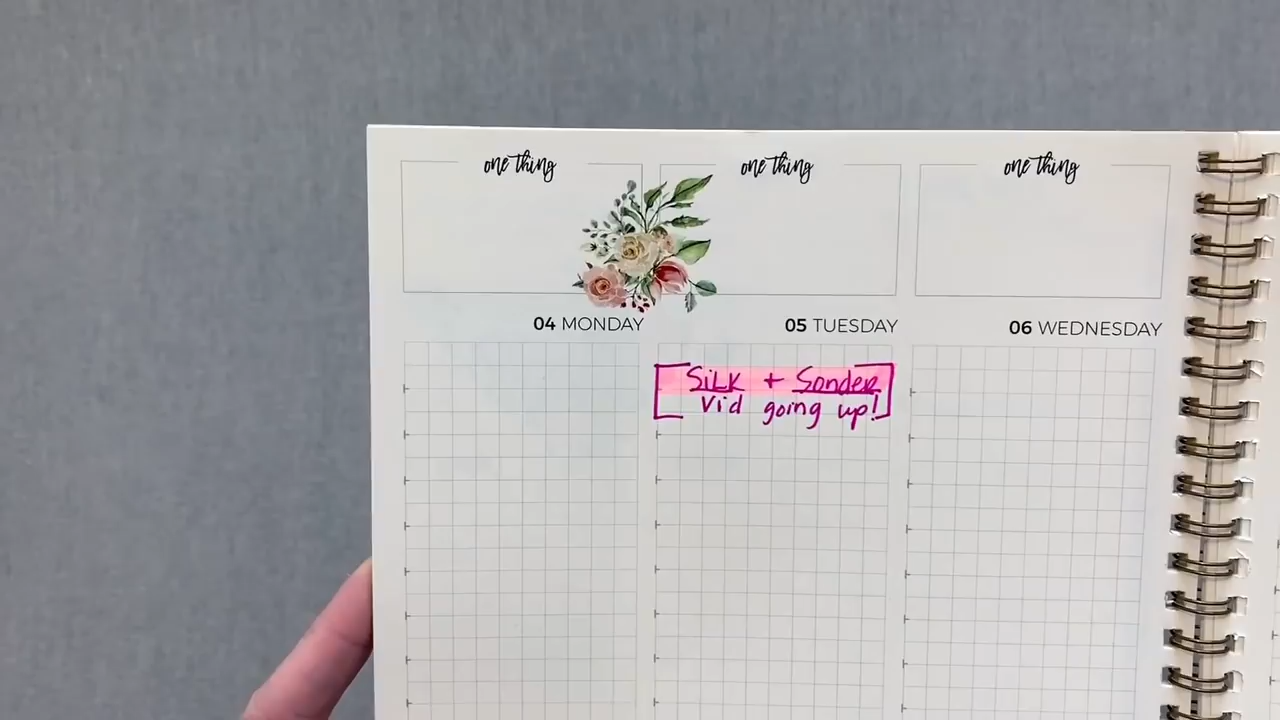 one thing one thing one thing
04 MONDAY 05 TUESDAY 06 WEDNESDAY
SiLK + Sonder
Vid going up!